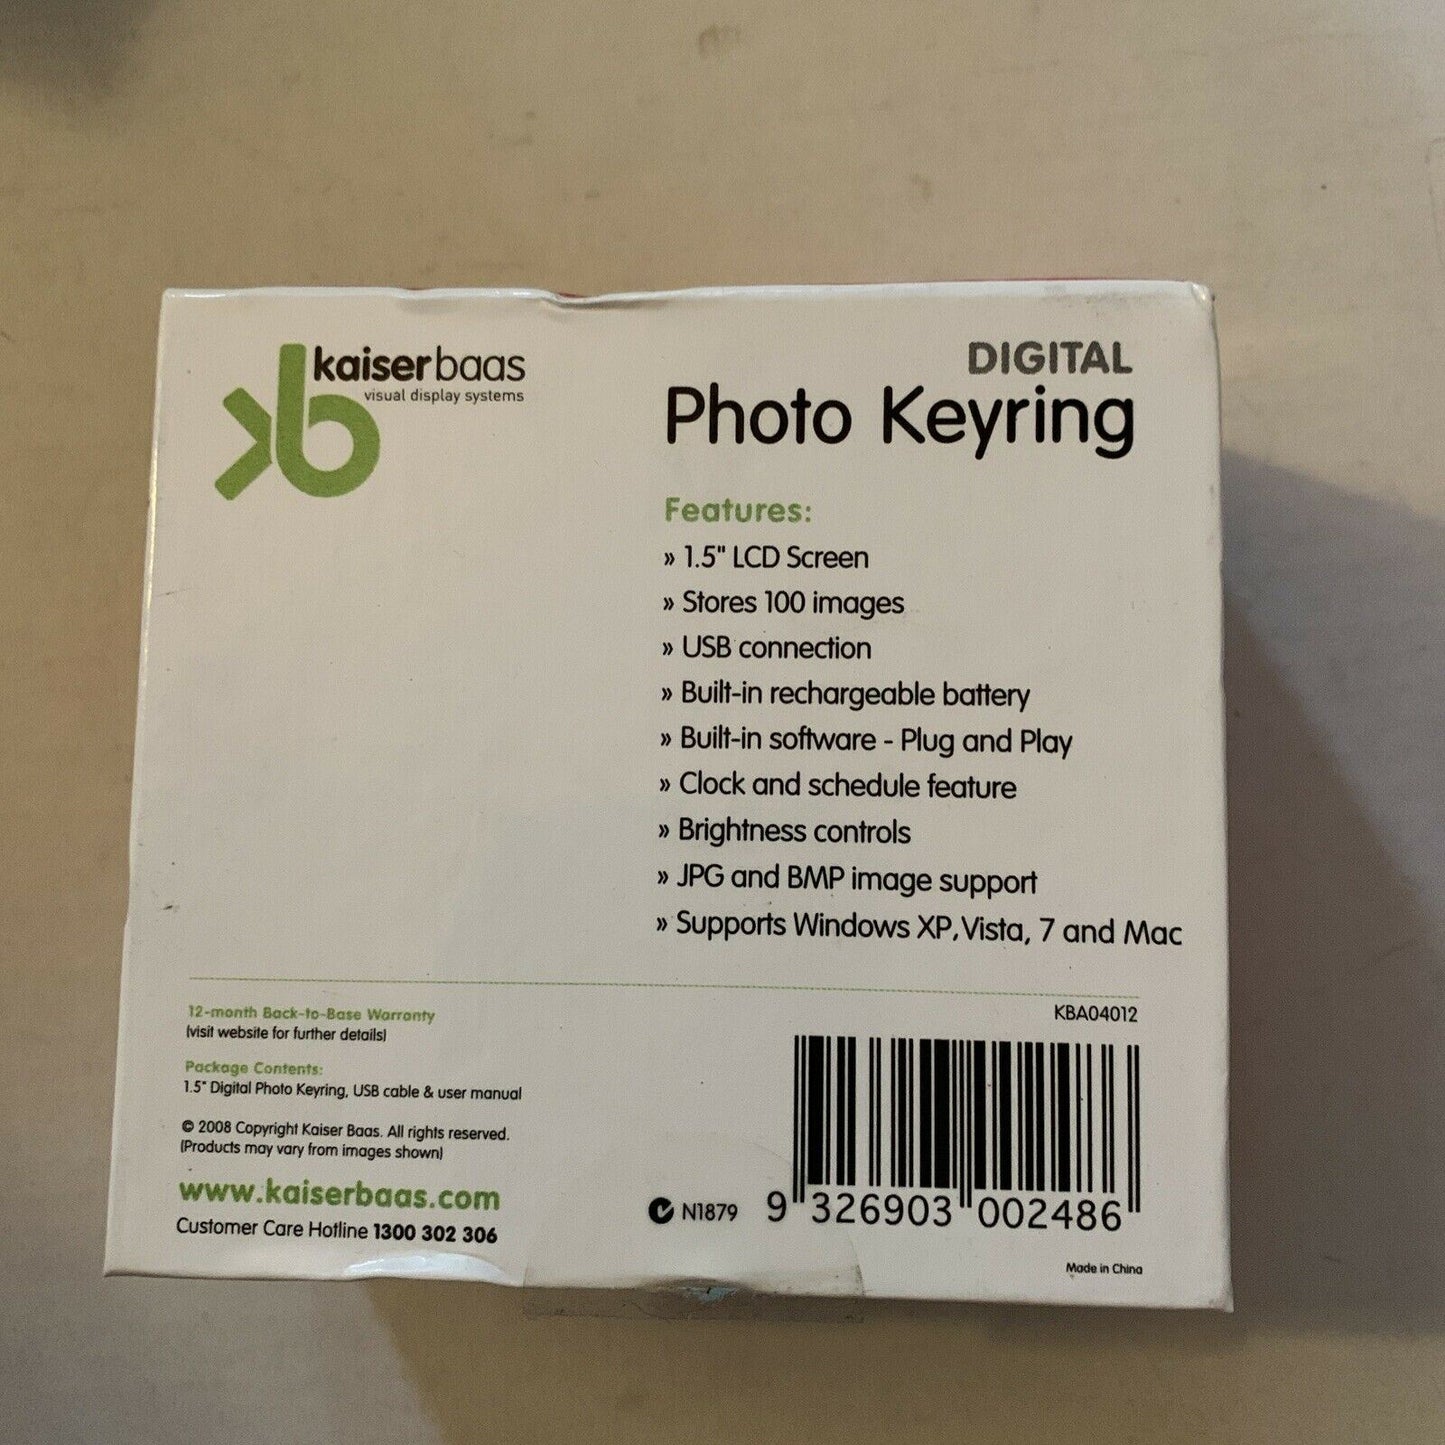 kaiserbaas
visual display systems
DIGITAL
Photo Keyring
Features:
» 1.5" LCD Screen
» Stores 100 images
» USB connection
» Built-in rechargeable battery
» Built-in software - Plug and Play
» Clock and schedule feature
» Brightness controls
» JPG and BMP image support
» Supports Windows XP, Vista, 7 and Mac
12-month Back-to-Base Warranty
(visit website for further details)
Package Contents:
1.5" Digital Photo Keyring, USB cable & user manual
© 2008 Copyright Kaiser Baas. All rights reserved.
(Products may vary from images shown)
www.kaiserbaas.com
Customer Care Hotline 1300 302 306
KBA04012
N1879
9 326903 002486
Made in China